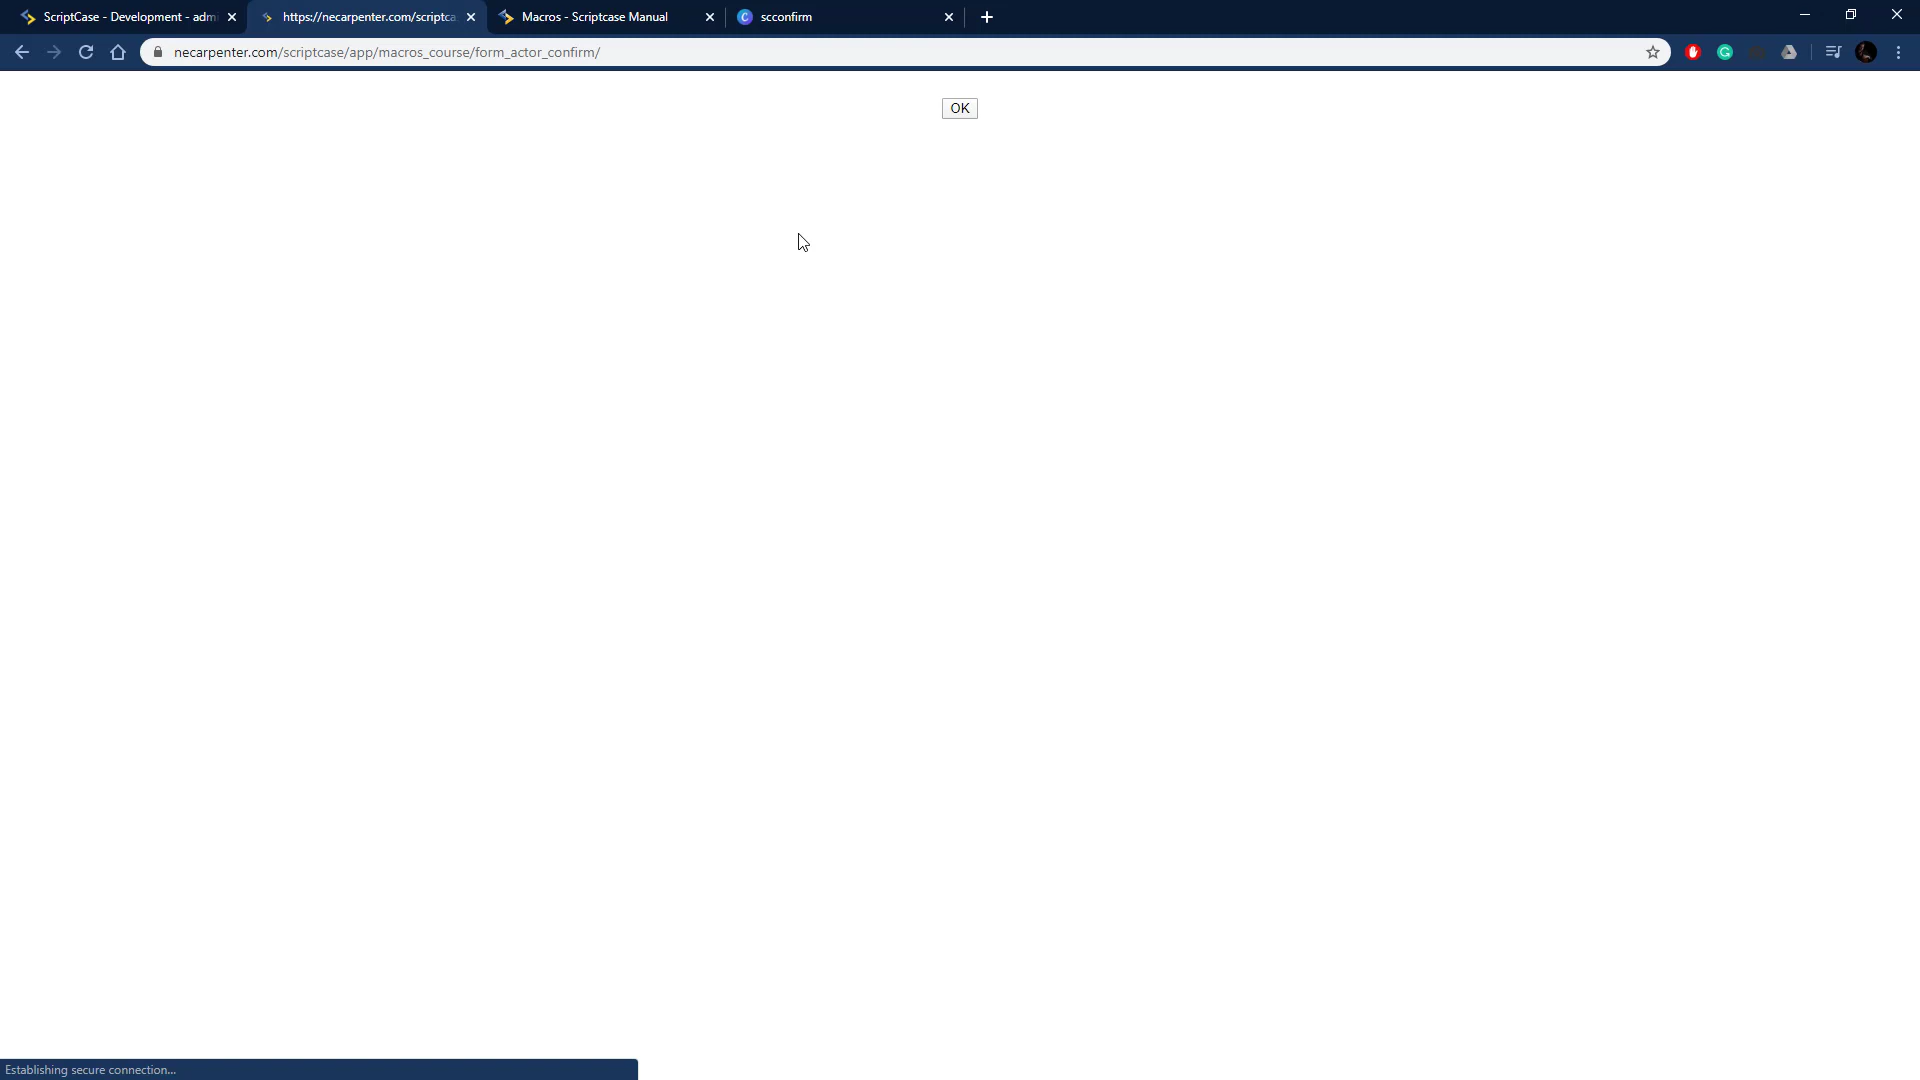 ScriptCase - Development - admi
https://necarpenter.com/scriptca
Macros - Scriptcase Manual
scconfirm
necarpenter.com/scriptcase/app/macros_course/form_actor_confirm/
OK
Establishing secure connection...